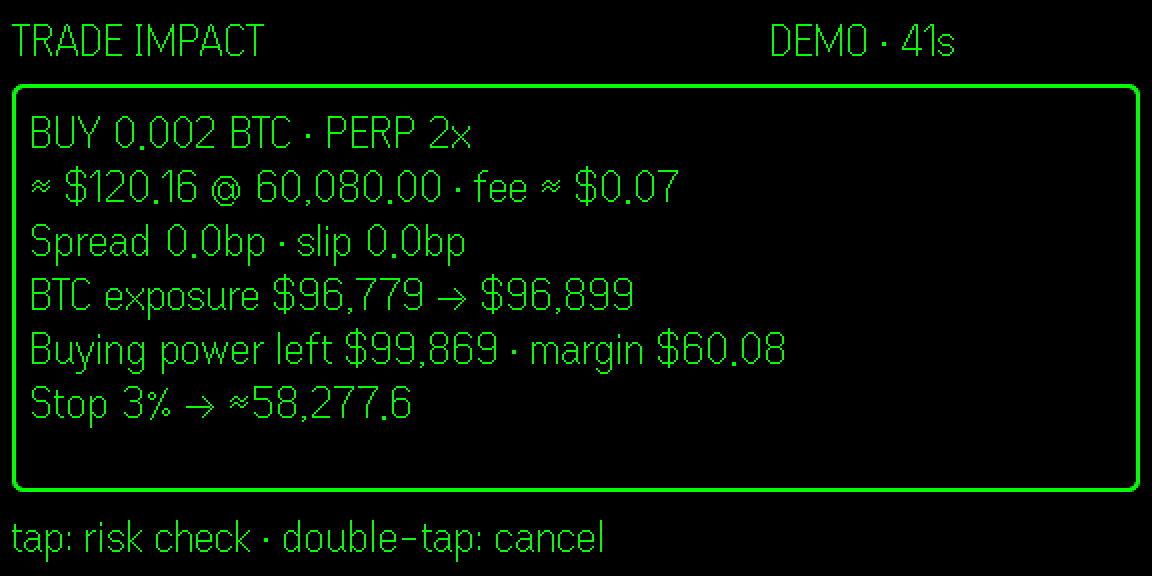 TRADE IMPACT DEMO · 41s
BUY 0.002 BTC · PERP 2x
≈ $120.16 @ 60,080.00 · fee ≈ $0.07
Spread 0.0bp · slip 0.0bp
BTC exposure $96,779 → $96,899
Buying power left $99,869 · margin $60.08
Stop 3% → ≈58,277.6
tap: risk check · double-tap: cancel